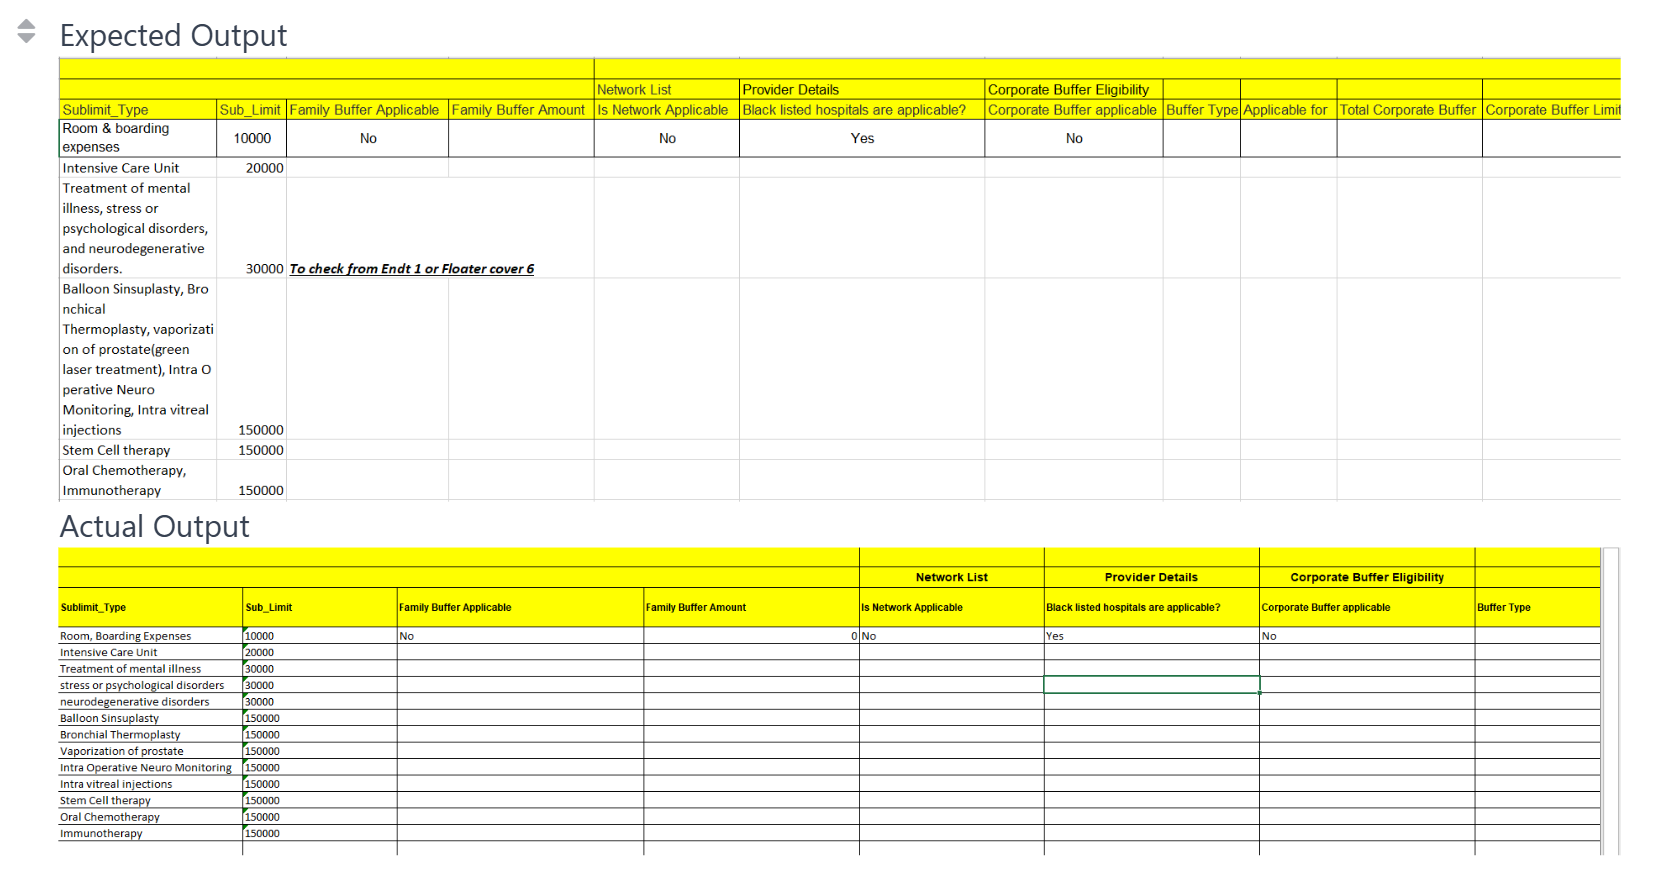 Expected Output
Network List Provider Details Corporate Buffer Eligibility
Sublimit_Type Sub_Limit Family Buffer Applicable Family Buffer Amount Is Network Applicable Black listed hospitals are applicable? Corporate Buffer applicable Buffer Type Applicable for Total Corporate Buffer Corporate Buffer Limit
Room & boarding
expenses 10000 No No Yes No
Intensive Care Unit 20000
Treatment of mental
illness, stress or
psychological disorders,
and neurodegenerative
disorders. 30000 To check from Endt 1 or Floater cover 6
Balloon Sinsuplasty, Bro
nchical
Thermoplasty, vaporizati
on of prostate(green
laser treatment), Intra O
perative Neuro
Monitoring, Intra vitreal
injections 150000
Stem Cell therapy 150000
Oral Chemotherapy,
Immunotherapy 150000
Actual Output
Network List Provider Details Corporate Buffer Eligibility
Sublimit_Type Sub_Limit Family Buffer Applicable Family Buffer Amount Is Network Applicable Black listed hospitals are applicable? Corporate Buffer applicable Buffer Type
Room, Boarding Expenses 10000 No 0 No Yes No
Intensive Care Unit 20000
Treatment of mental illness 30000
stress or psychological disorders 30000
neurodegenerative disorders 30000
Balloon Sinsuplasty 150000
Bronchial Thermoplasty 150000
Vaporization of prostate 150000
Intra Operative Neuro Monitoring 150000
Intra vitreal injections 150000
Stem Cell therapy 150000
Oral Chemotherapy 150000
Immunotherapy 150000